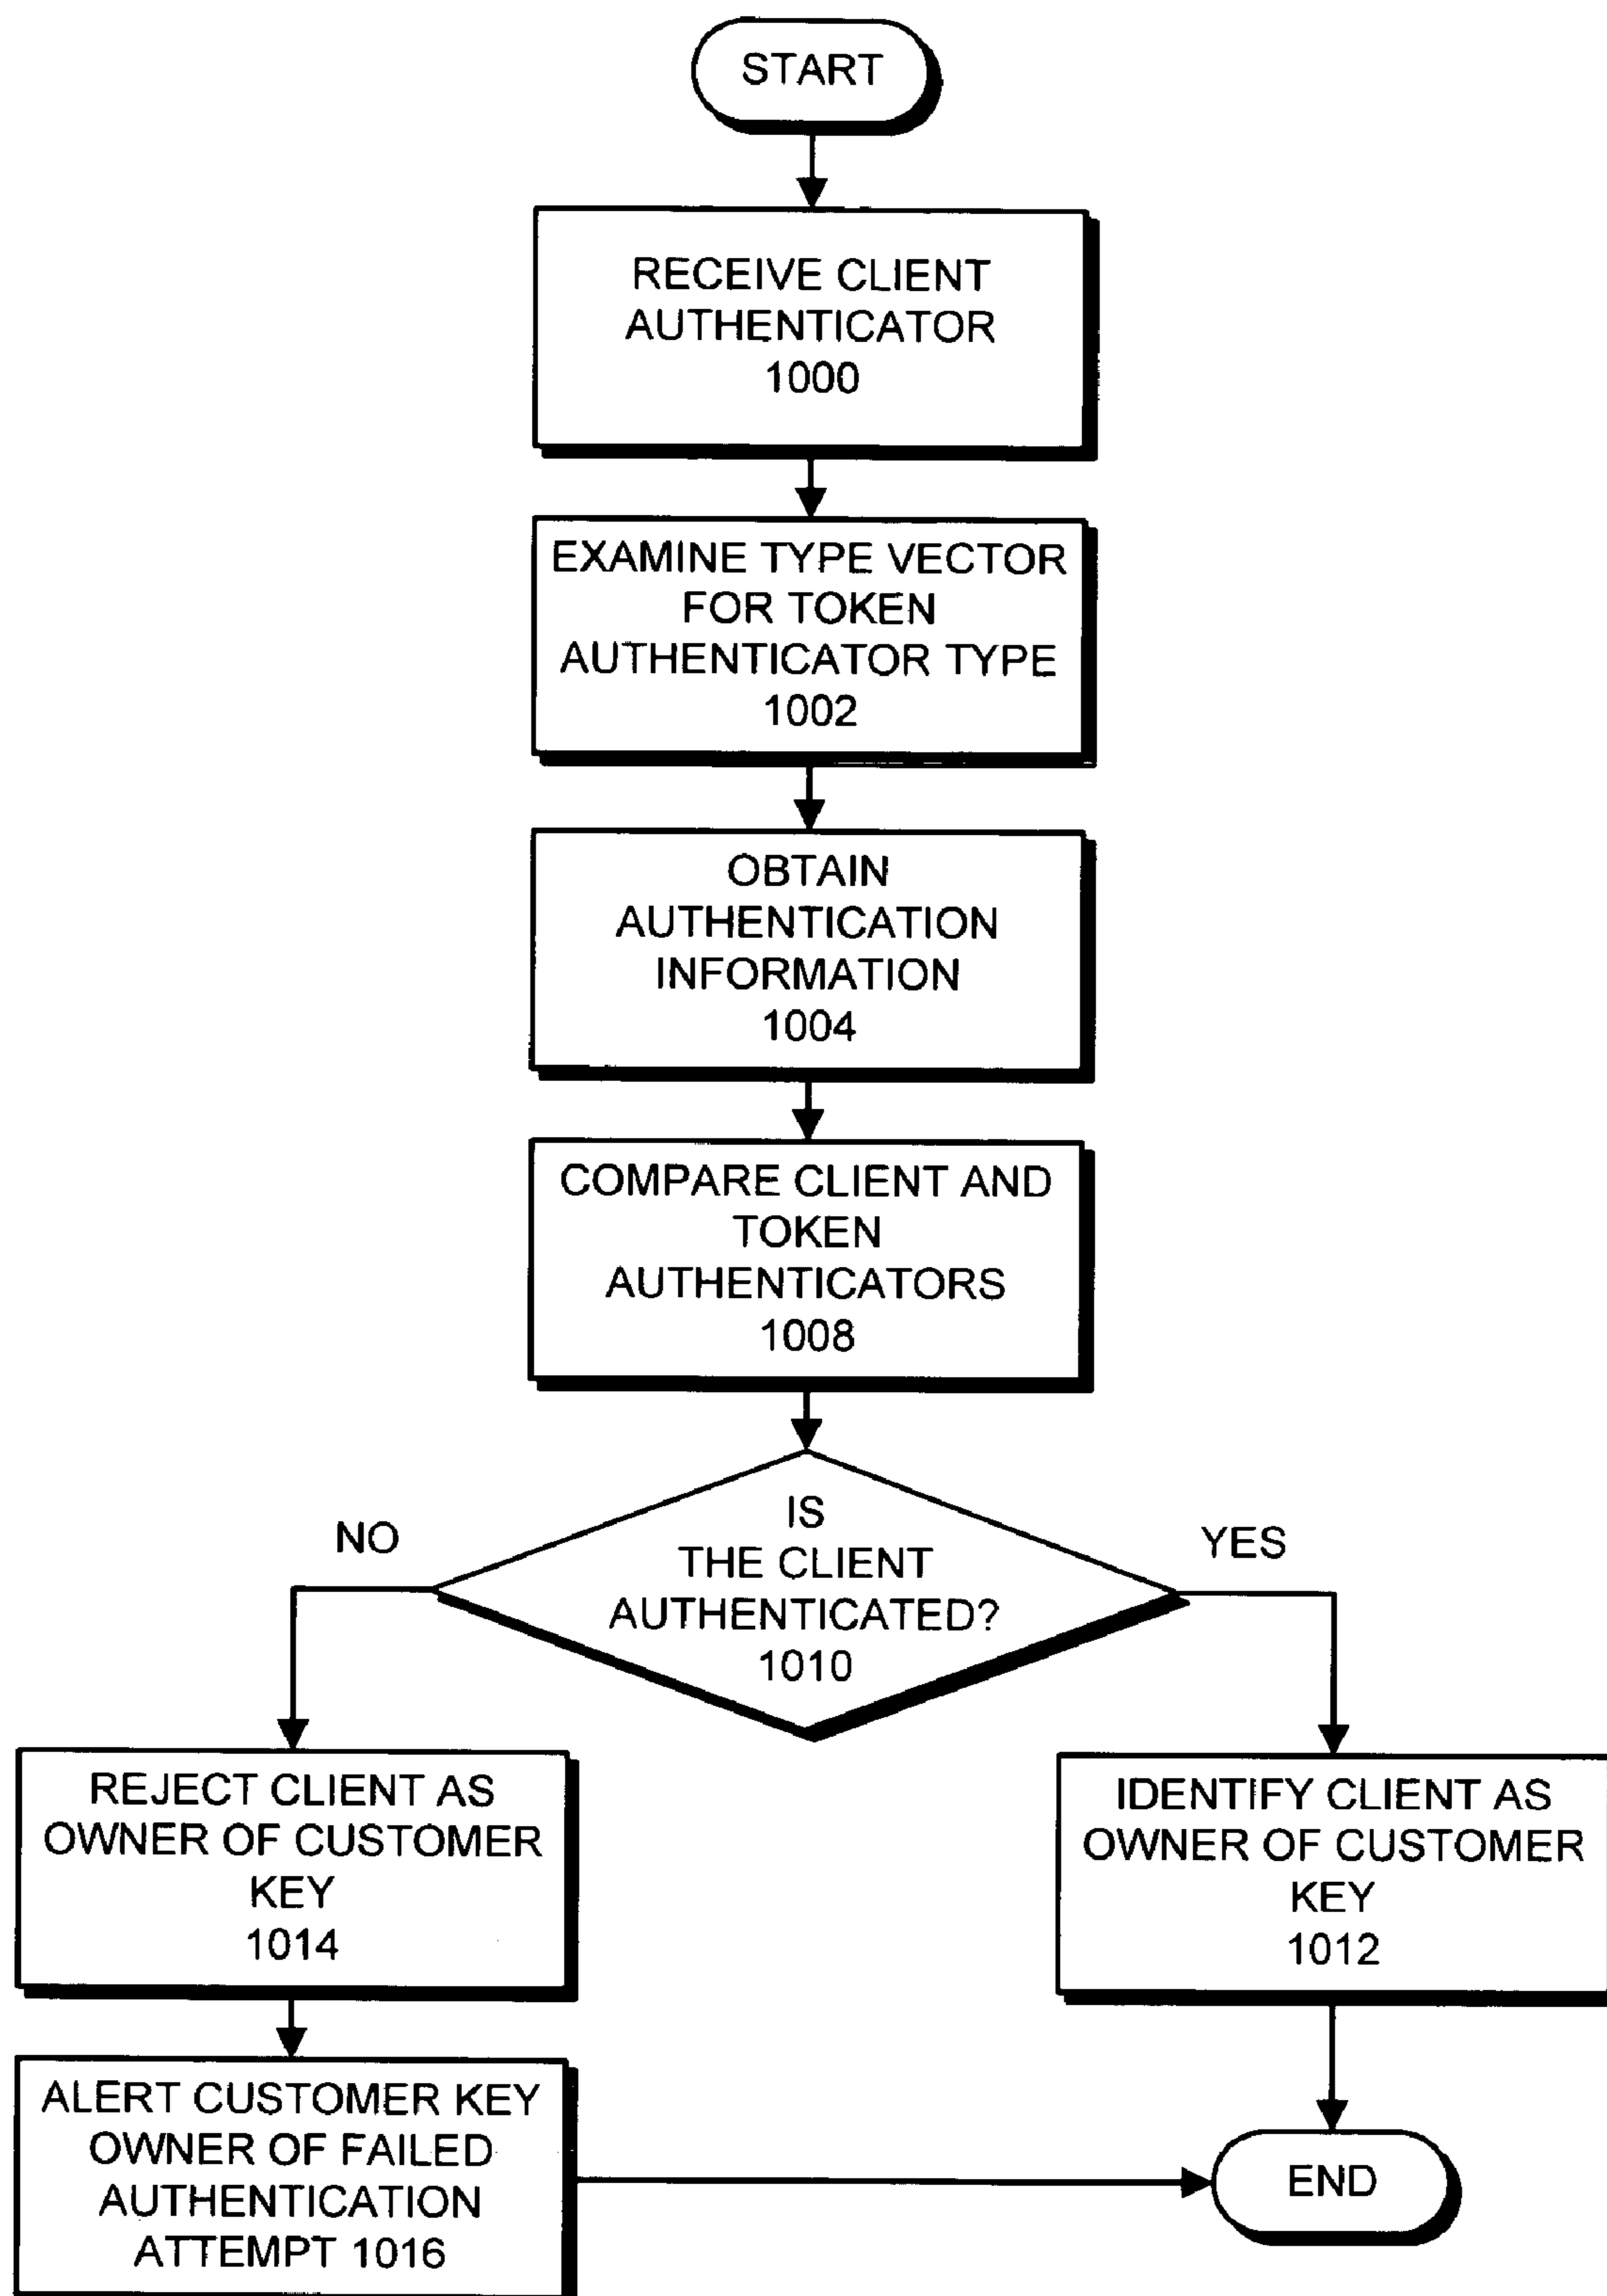 START
RECEIVE CLIENT
AUTHENTICATOR
1000
EXAMINE TYPE VECTOR
FOR TOKEN
AUTHENTICATOR TYPE
1002
OBTAIN
AUTHENTICATION
INFORMATION
1004
COMPARE CLIENT AND
TOKEN
AUTHENTICATORS
1008
IS
THE CLIENT
AUTHENTICATED?
1010
NO
YES
REJECT CLIENT AS
OWNER OF CUSTOMER
KEY
1014
IDENTIFY CLIENT AS
OWNER OF CUSTOMER
KEY
1012
ALERT CUSTOMER KEY
OWNER OF FAILED
AUTHENTICATION
ATTEMPT 1016
END